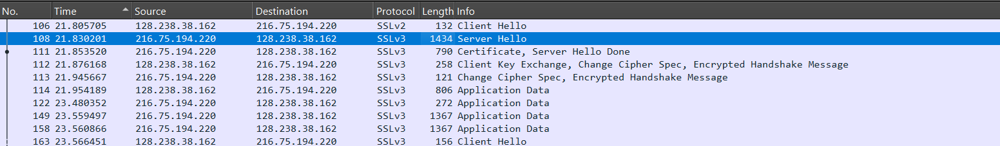 No. Time Source Destination Protocol Length Info
106 21.805705 128.238.38.162 216.75.194.220 SSLv2 132 Client Hello
108 21.830201 216.75.194.220 128.238.38.162 SSLv3 1434 Server Hello
111 21.853520 216.75.194.220 128.238.38.162 SSLv3 790 Certificate, Server Hello Done
112 21.876168 128.238.38.162 216.75.194.220 SSLv3 258 Client Key Exchange, Change Cipher Spec, Encrypted Handshake Message
113 21.945667 216.75.194.220 128.238.38.162 SSLv3 121 Change Cipher Spec, Encrypted Handshake Message
114 21.954189 128.238.38.162 216.75.194.220 SSLv3 806 Application Data
122 23.480352 216.75.194.220 128.238.38.162 SSLv3 272 Application Data
149 23.559497 216.75.194.220 128.238.38.162 SSLv3 1367 Application Data
158 23.560866 216.75.194.220 128.238.38.162 SSLv3 1367 Application Data
163 23.566451 128.238.38.162 216.75.194.220 SSLv3 156 Client Hello